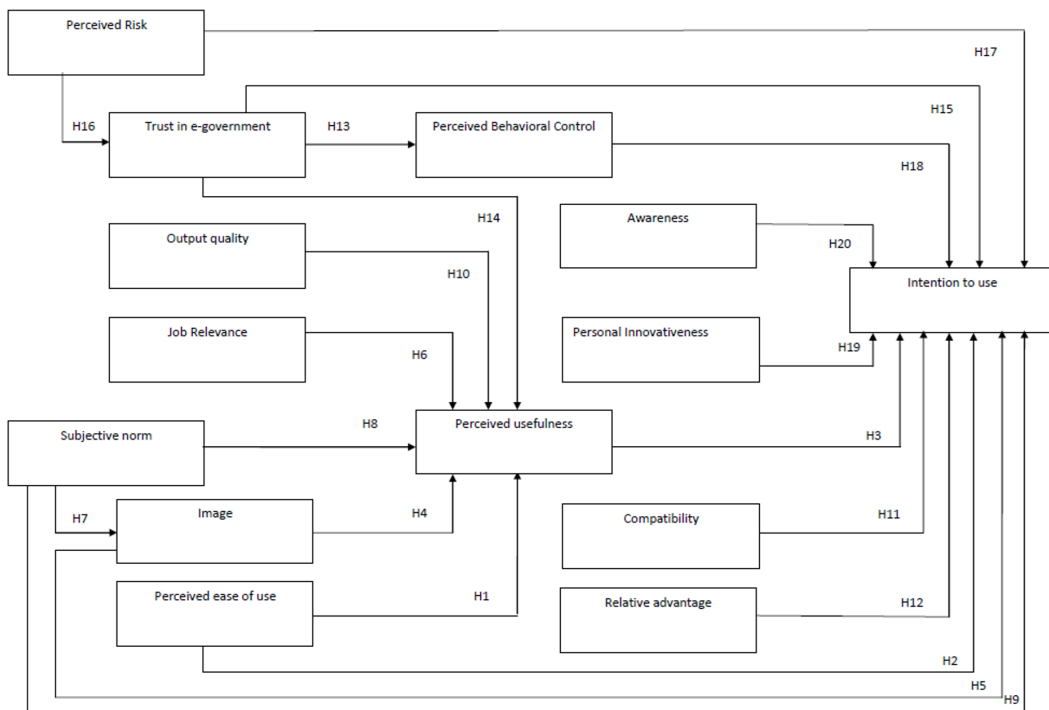 Perceived Risk
H17
H16
Trust in e-government
H13
Perceived Behavioral Control
H15
H18
H14
Awareness
Output quality
H20
H10
Intention to use
Job Relevance
Personal Innovativeness
H6
H19
H8
Perceived usefulness
Subjective norm
H3
H7
Image
H4
Compatibility
H11
Perceived ease of use
H1
Relative advantage
H12
H2
H5
H9